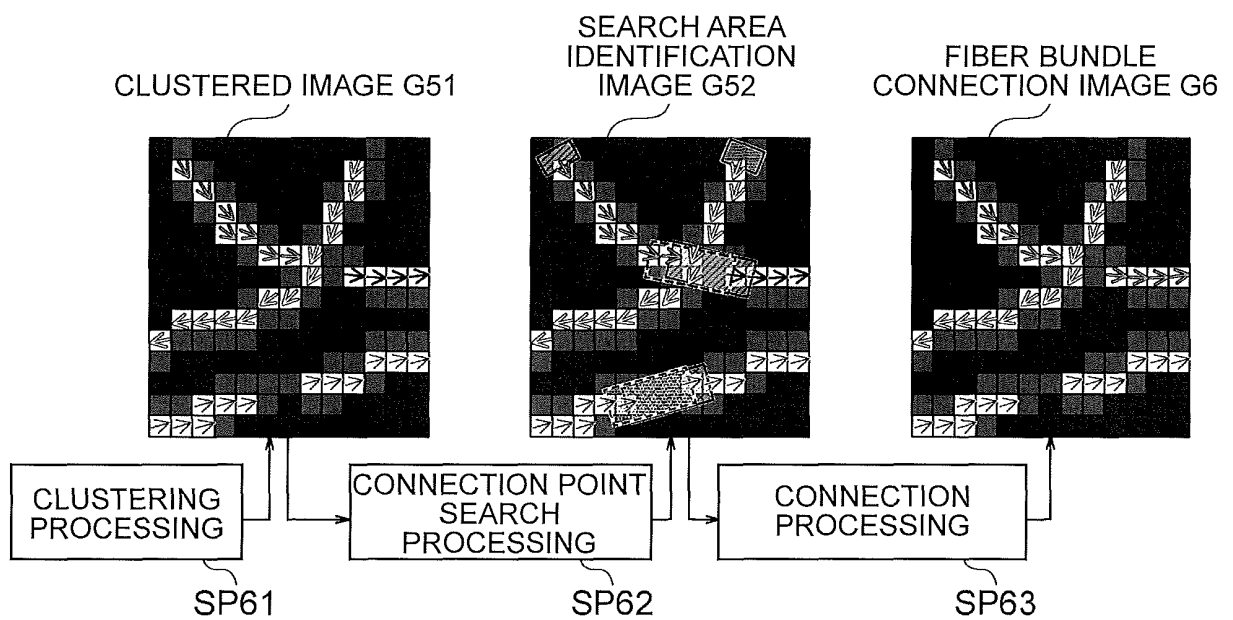 CLUSTERED IMAGE G51
SEARCH AREA
IDENTIFICATION
IMAGE G52
FIBER BUNDLE
CONNECTION IMAGE G6
CLUSTERING
PROCESSING
CONNECTION POINT
SEARCH
PROCESSING
CONNECTION
PROCESSING
SP61
SP62
SP63